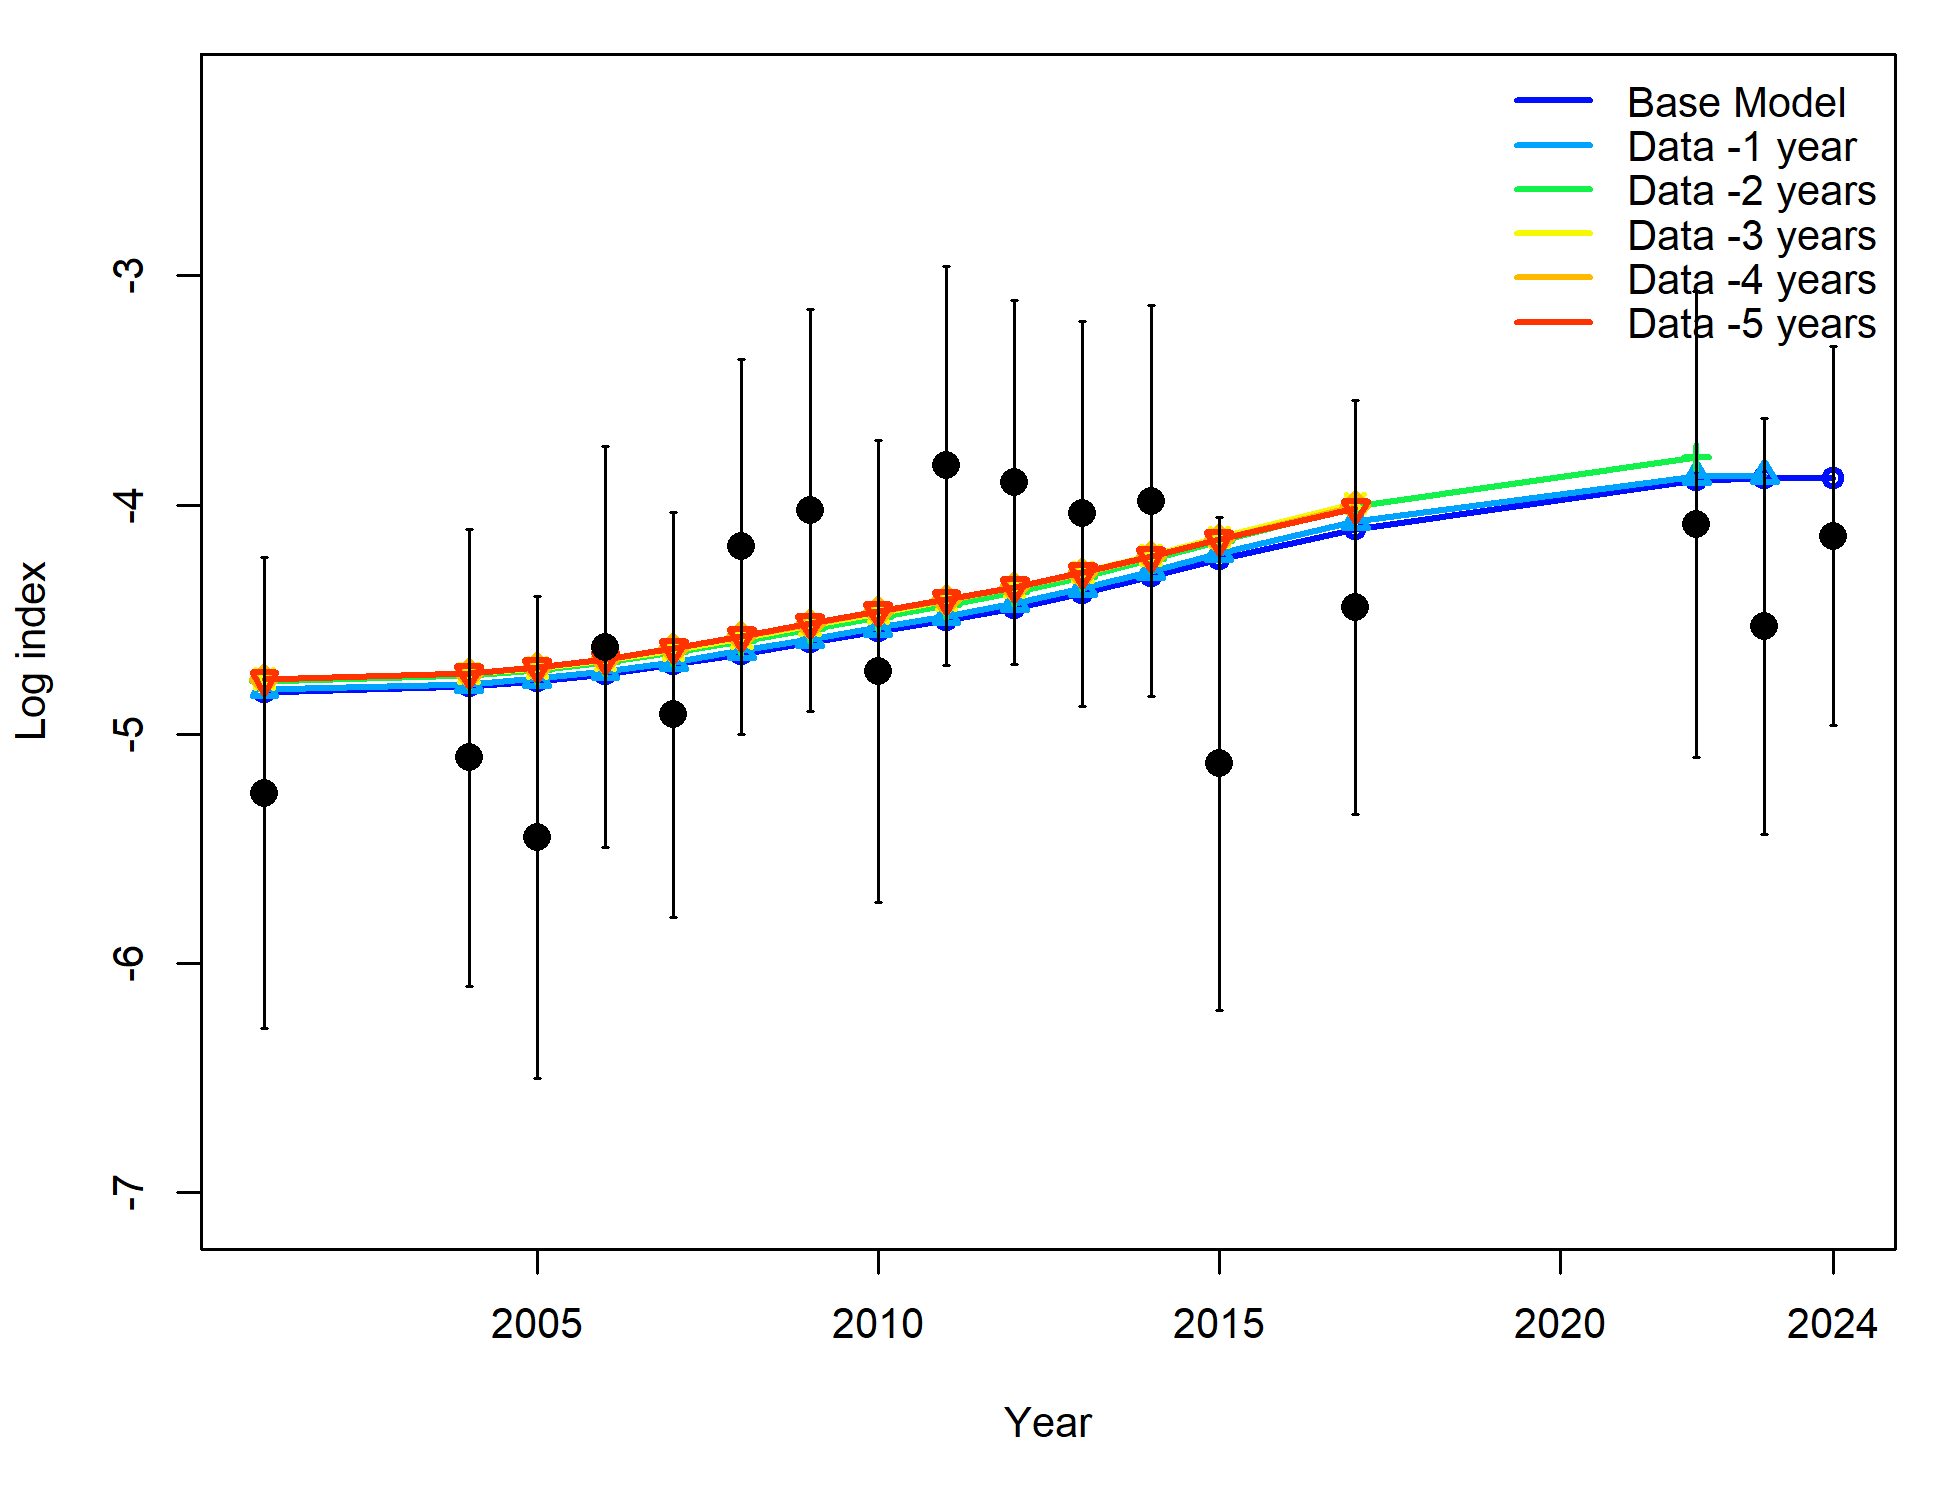 Base Model
Data -1 year
Data -2 years
Data -3 years
Data -4 years
Data -5 years
Log index
-3
-4
-5
-6
-7
2005 2010 2015 2020 2024
Year